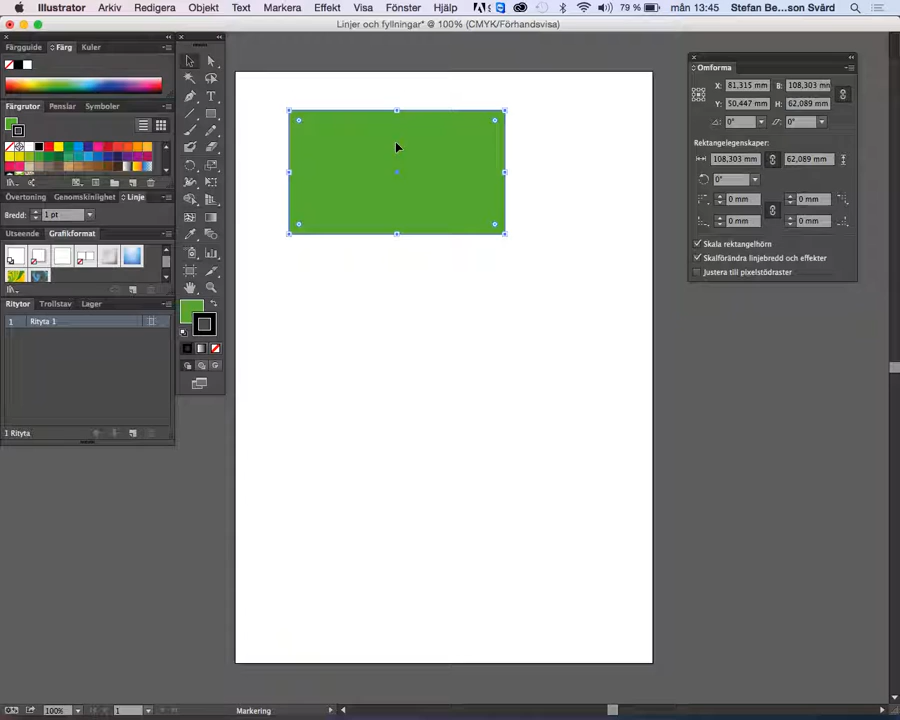 Illustrator Arkiv Redigera Objekt Text Markera Effekt Visa Fönster Hjälp 79 % mån 13:45 Stefan Be...son Svärd
Linjer och fyllningar* @ 100% (CMYK/Förhandsvisa)
Färgguide Färg Kuler
Färgrutor Penslar Symboler
Övertoning Genomskinlighet Linje
Bredd: 1 pt
Utseende Grafikformat
Ritytor Trollstav Lager
1 Rityta 1
1 Rityta
T
Omforma
X: 81,315 mm B: 108,303 mm
Y: 50,447 mm H: 62,089 mm
0° 0°
Rektangelegenskaper:
108,303 mm 62,089 mm
0°
0 mm 0 mm
0 mm 0 mm
Skala rektangelhörn
Skalförändra linjebredd och effekter
Justera till pixelstödraster
100% 1 Markering